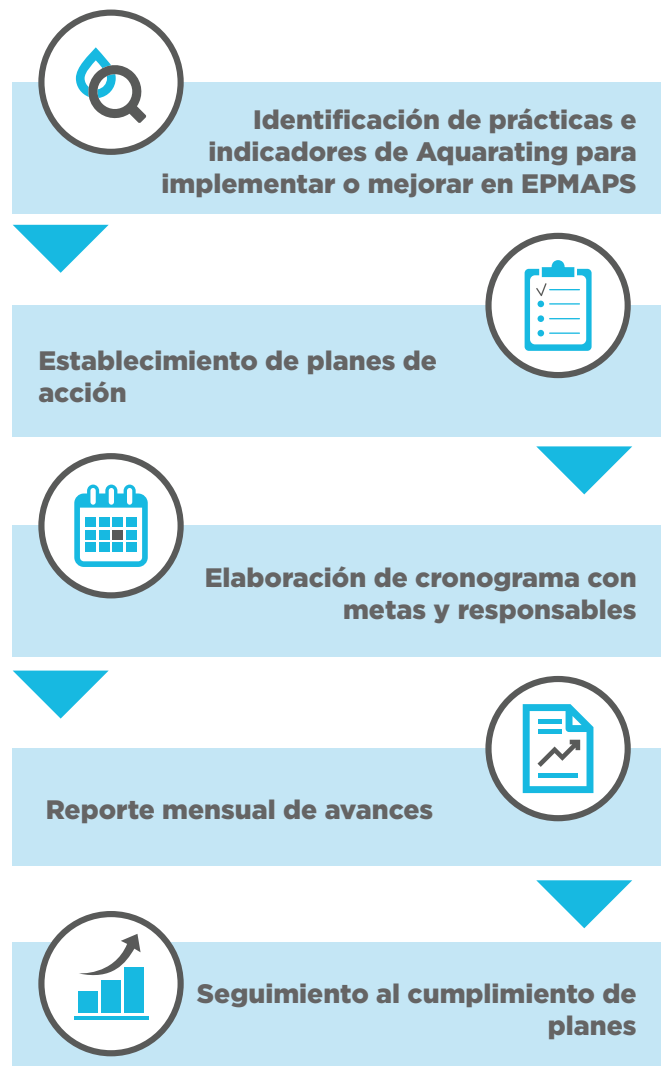 Identificación de prácticas e
indicadores de Aquarating para
implementar o mejorar en EPMAPS
Establecimiento de planes de
acción
Elaboración de cronograma con
metas y responsables
Reporte mensual de avances
Seguimiento al cumplimiento de
planes